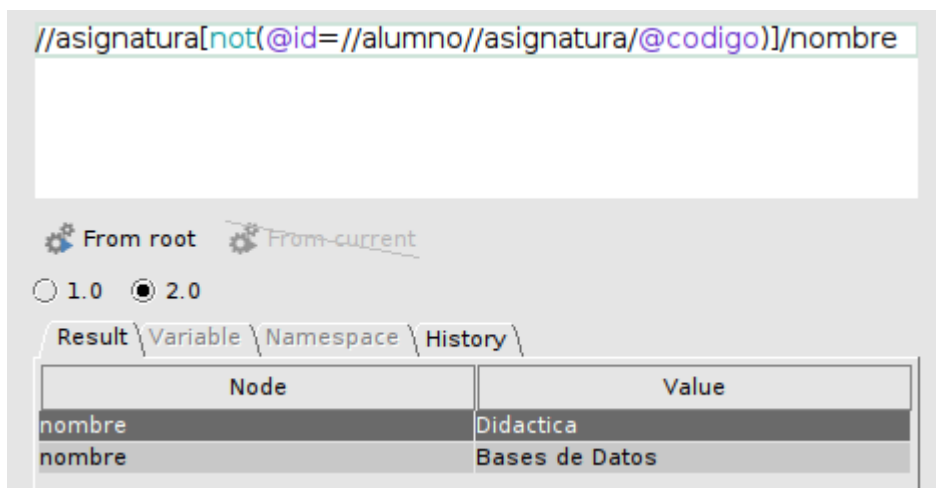 //asignatura[not(@id=//alumno//asignatura/@codigo)]/nombre
From root From current
1.0 2.0
Result Variable Namespace History
Node Value
nombre Didactica
nombre Bases de Datos